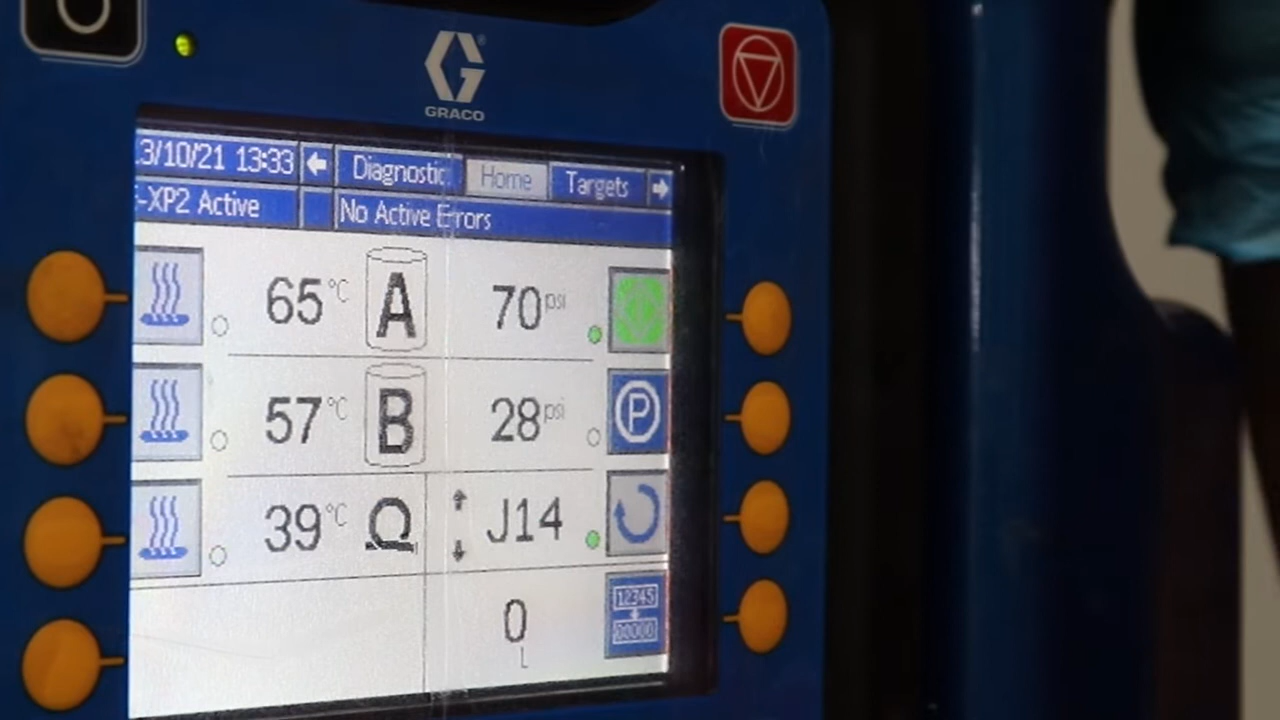 GRACO
3/10/21 13:33 Diagnostic Home Targets
-XP2 Active No Active Errors
65 °C A 70 psi
57 °C B 28 psi
P
39 °C J14
0
L
12345
00000